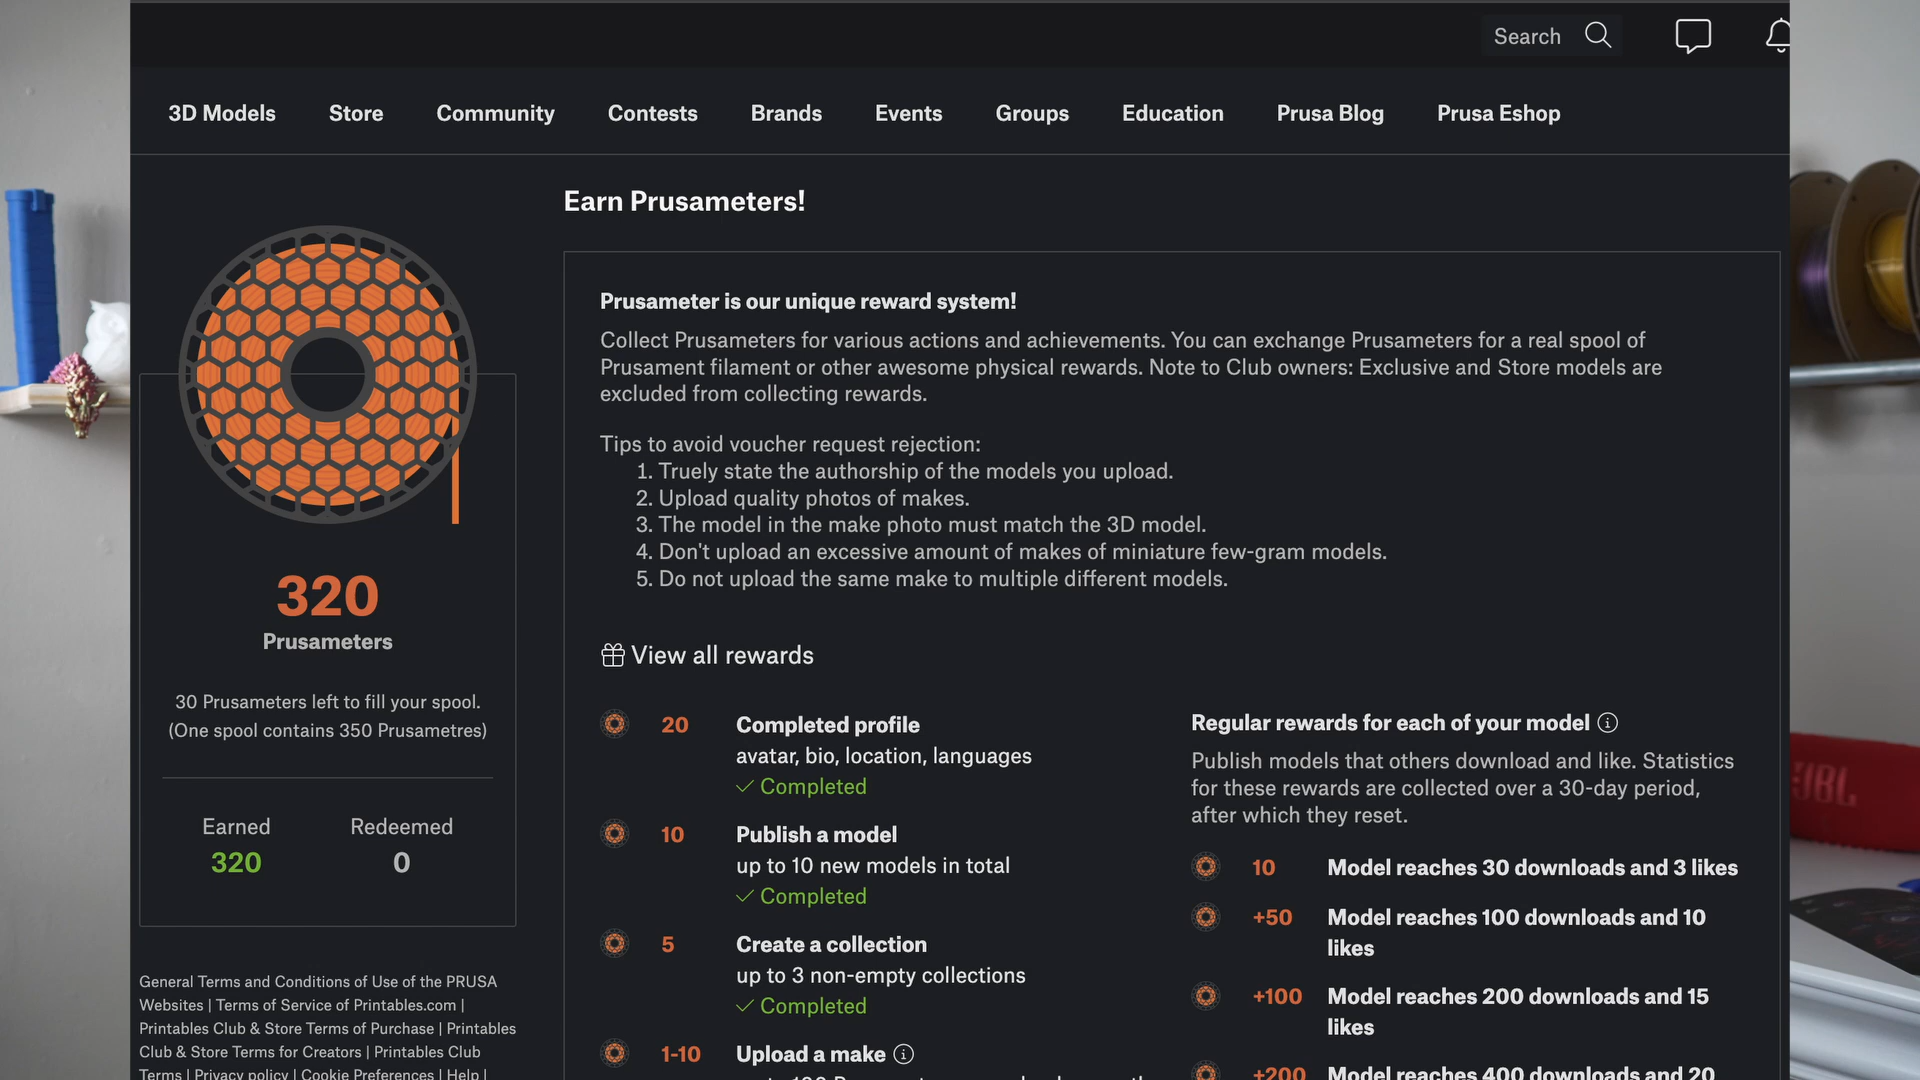 Search
3D Models Store Community Contests Brands Events Groups Education Prusa Blog Prusa Eshop
Earn Prusameters!
320
Prusameters
30 Prusameters left to fill your spool.
(One spool contains 350 Prusametres)
Earned Redeemed
320 0
General Terms and Conditions of Use of the PRUSA
Websites | Terms of Service of Printables.com |
Printables Club & Store Terms of Purchase | Printables
Club & Store Terms for Creators | Printables Club
Terms | Privacy policy | Cookie Preferences | Help |
Prusameter is our unique reward system!
Collect Prusameters for various actions and achievements. You can exchange Prusameters for a real spool of
Prusament filament or other awesome physical rewards. Note to Club owners: Exclusive and Store models are
excluded from collecting rewards.
Tips to avoid voucher request rejection:
1. Truely state the authorship of the models you upload.
2. Upload quality photos of makes.
3. The model in the make photo must match the 3D model.
4. Don't upload an excessive amount of makes of miniature few-gram models.
5. Do not upload the same make to multiple different models.
View all rewards
20 Completed profile
avatar, bio, location, languages
Completed
10 Publish a model
up to 10 new models in total
Completed
5 Create a collection
up to 3 non-empty collections
Completed
1-10 Upload a make
Regular rewards for each of your model
Publish models that others download and like. Statistics
for these rewards are collected over a 30-day period,
after which they reset.
10 Model reaches 30 downloads and 3 likes
+50 Model reaches 100 downloads and 10
likes
+100 Model reaches 200 downloads and 15
likes
+200 Model reaches 400 downloads and 20
JBL